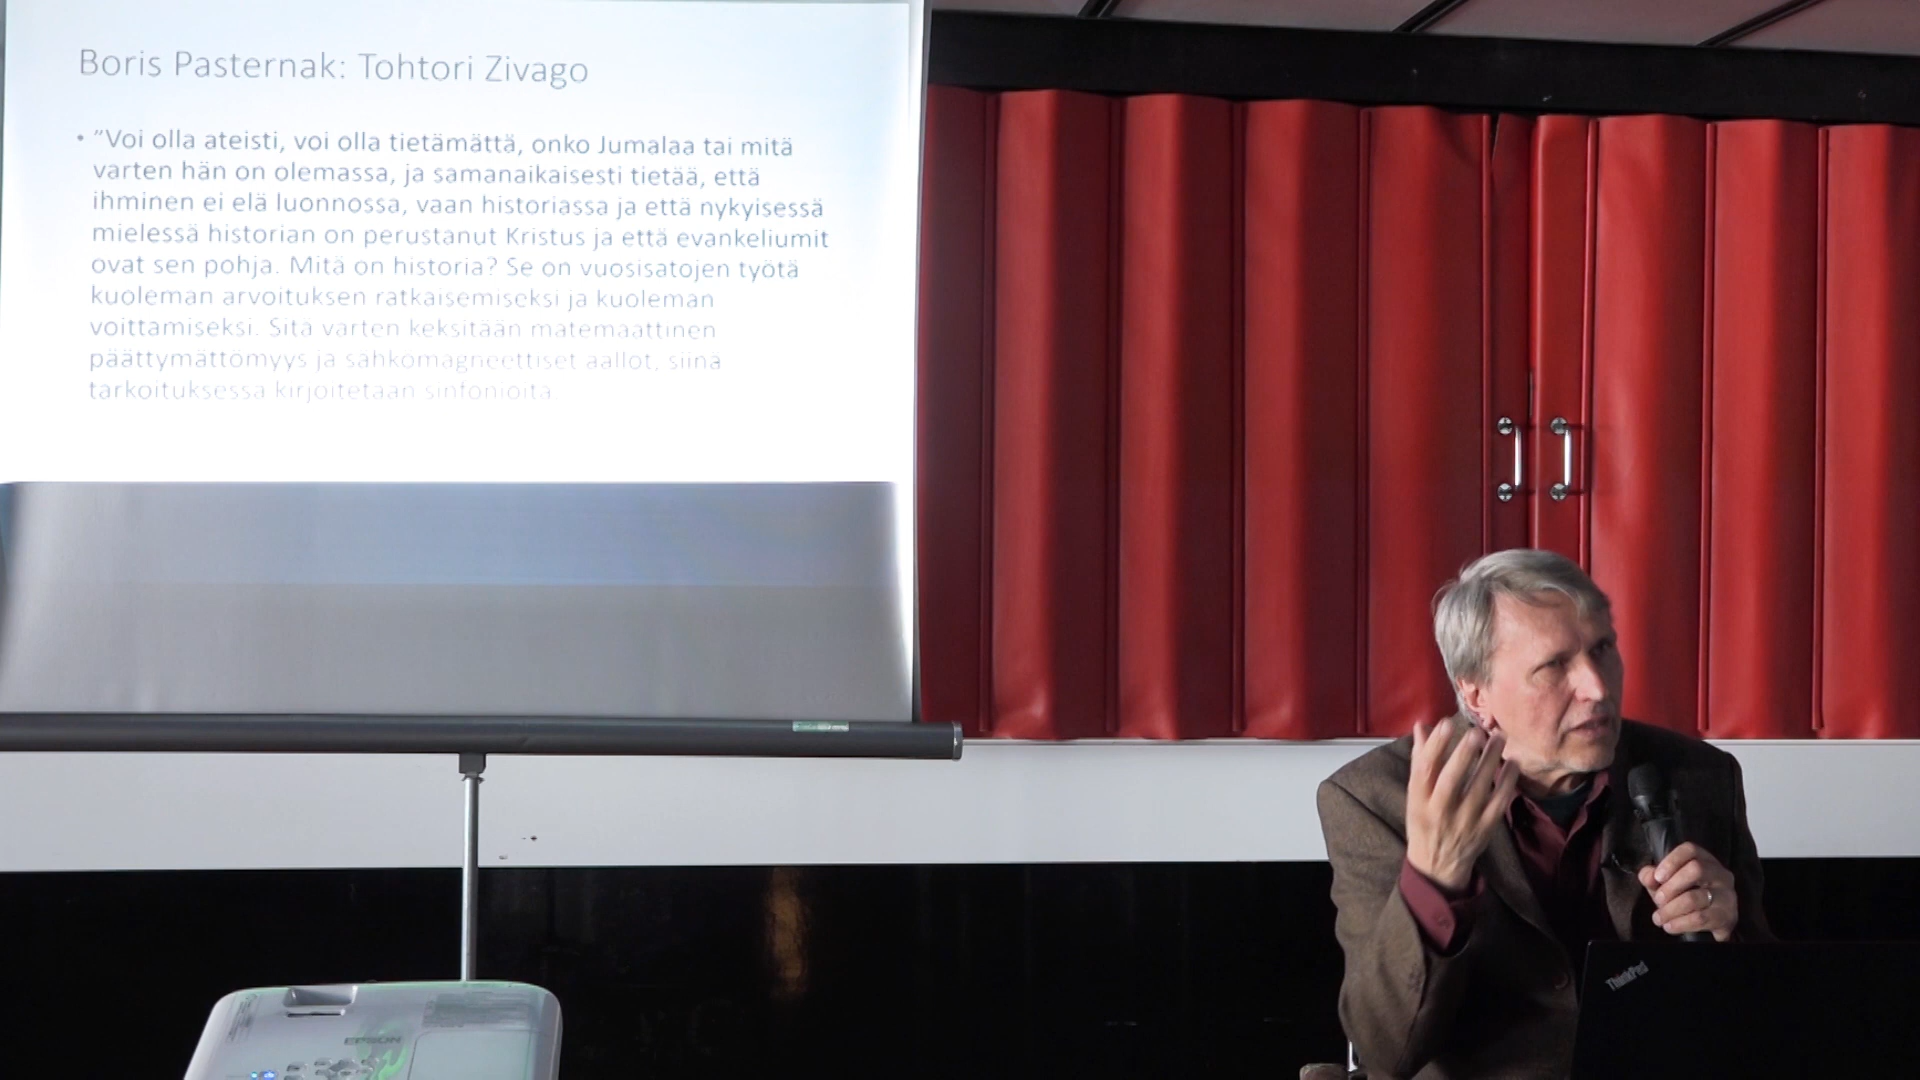 Boris Pasternak: Tohtori Zivago
• ”Voi olla ateisti, voi olla tietämättä, onko Jumalaa tai mitä
varten hän on olemassa, ja samanaikaisesti tietää, että
ihminen ei elä luonnossa, vaan historiassa ja että nykyisessä
mielessä historian on perustanut Kristus ja että evankeliumit
ovat sen pohja. Mitä on historia? Se on vuosisatojen työtä
kuoleman arvoituksen ratkaisemiseksi ja kuoleman
voittamiseksi. Sitä varten keksitään matemaattinen
päättymättömyys ja sähkömagneettiset aallot, siinä
tarkoituksessa kirjoitetaan sinfonioita.
ThinkPad
EPSON